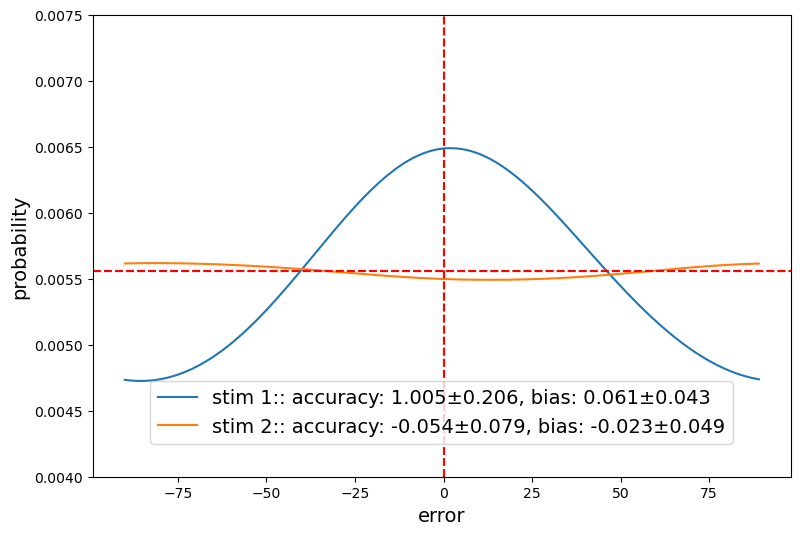 0.0075
0.0070
0.0065
0.0060
0.0055
0.0050
0.0045
0.0040
probability
stim 1:: accuracy: 1.005±0.206, bias: 0.061±0.043
stim 2:: accuracy: -0.054±0.079, bias: -0.023±0.049
−75 −50 −25 0 25 50 75
error